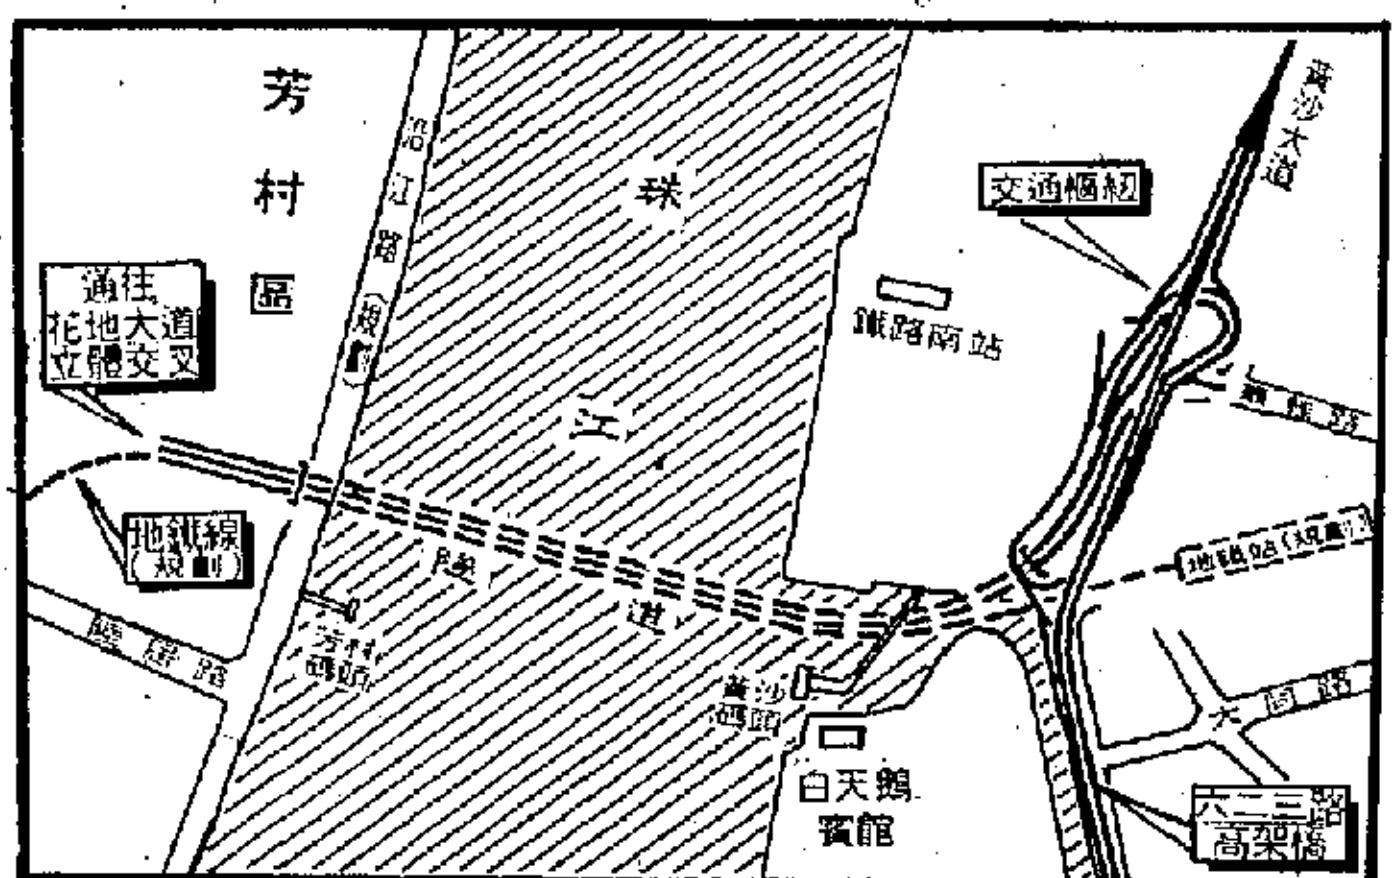 芳村區
沿江路(規劃)
珠江
黃沙大道
交通樞紐
鐵路南站
通往
花地大道
立體交叉
地鐵線
(規劃)
地鐵站(規劃)
隧道
芳村
碼頭
黃沙
碼頭
大同路
白天鵝
賓館
六二三路
高架橋